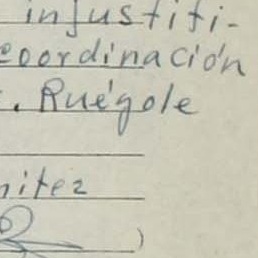 injustifi-
coordinación
. Ruégole
nitez
)